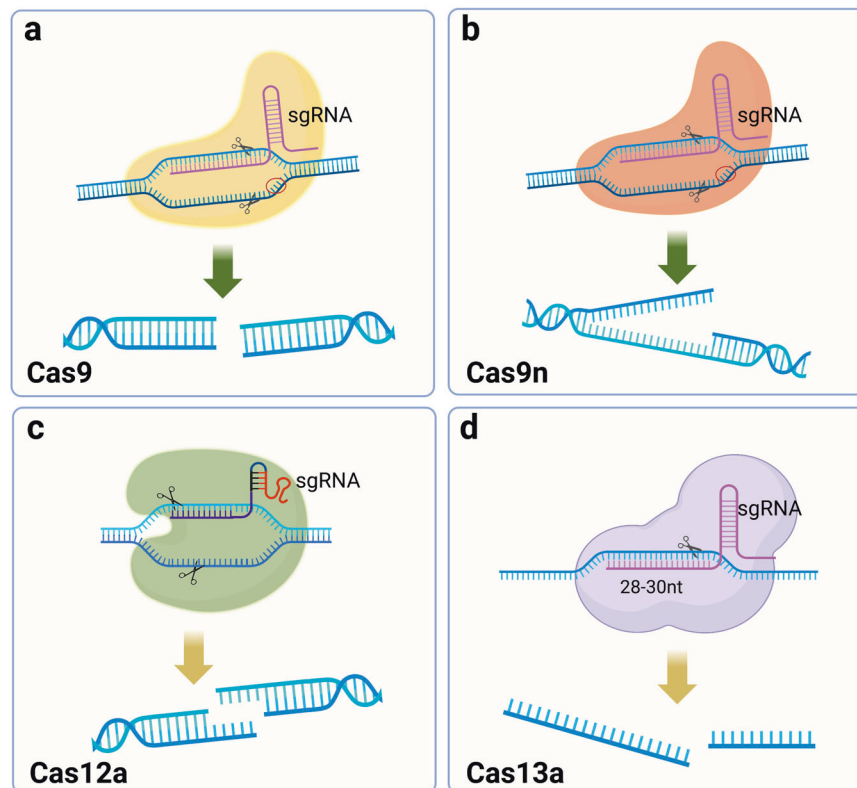 a
sgRNA
Cas9
b
sgRNA
Cas9n
c
sgRNA
Cas12a
d
sgRNA
28-30nt
Cas13a